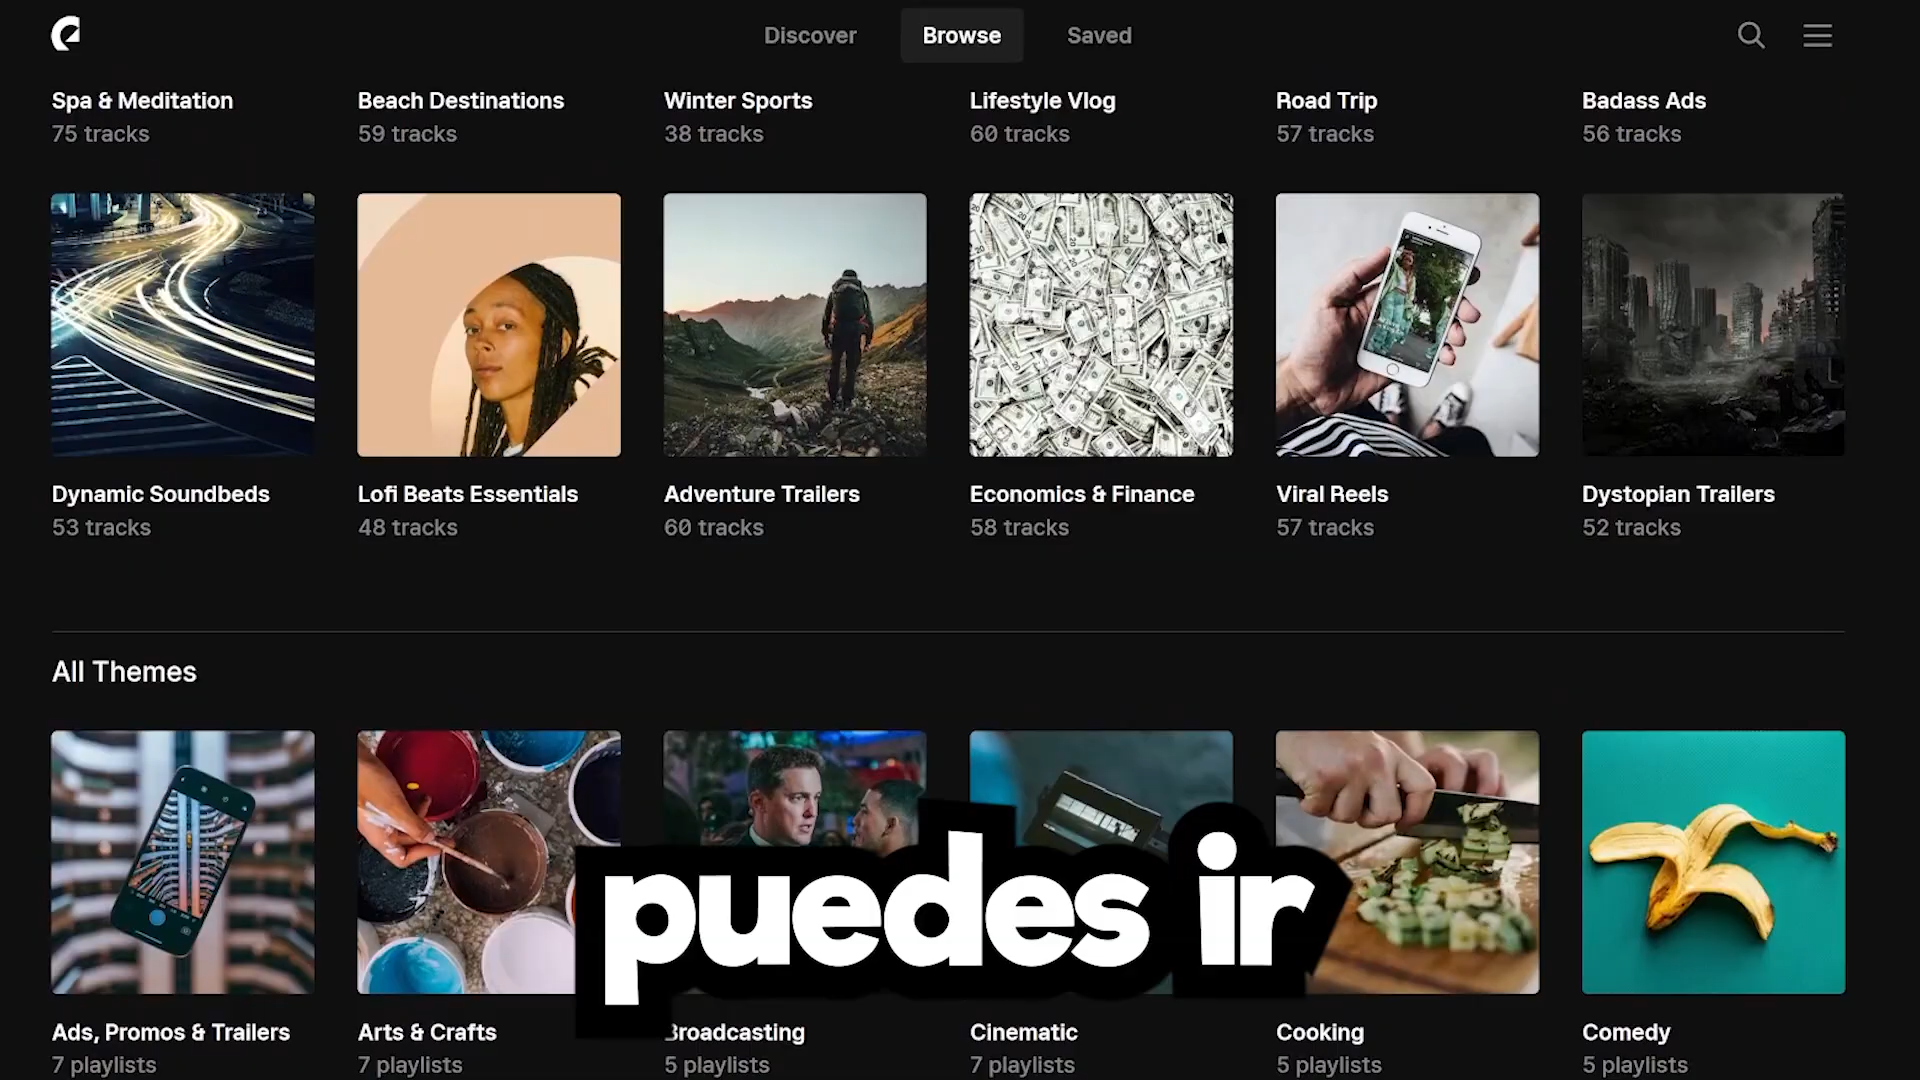 Discover
Browse
Saved
Spa & Meditation
75 tracks
Beach Destinations
59 tracks
Winter Sports
38 tracks
Lifestyle Vlog
60 tracks
Road Trip
57 tracks
Badass Ads
56 tracks
Dynamic Soundbeds
53 tracks
Lofi Beats Essentials
48 tracks
Adventure Trailers
60 tracks
Economics & Finance
58 tracks
Viral Reels
57 tracks
Dystopian Trailers
52 tracks
All Themes
puedes ir
Ads, Promos & Trailers
7 playlists
Arts & Crafts
7 playlists
Broadcasting
5 playlists
Cinematic
7 playlists
Cooking
5 playlists
Comedy
5 playlists